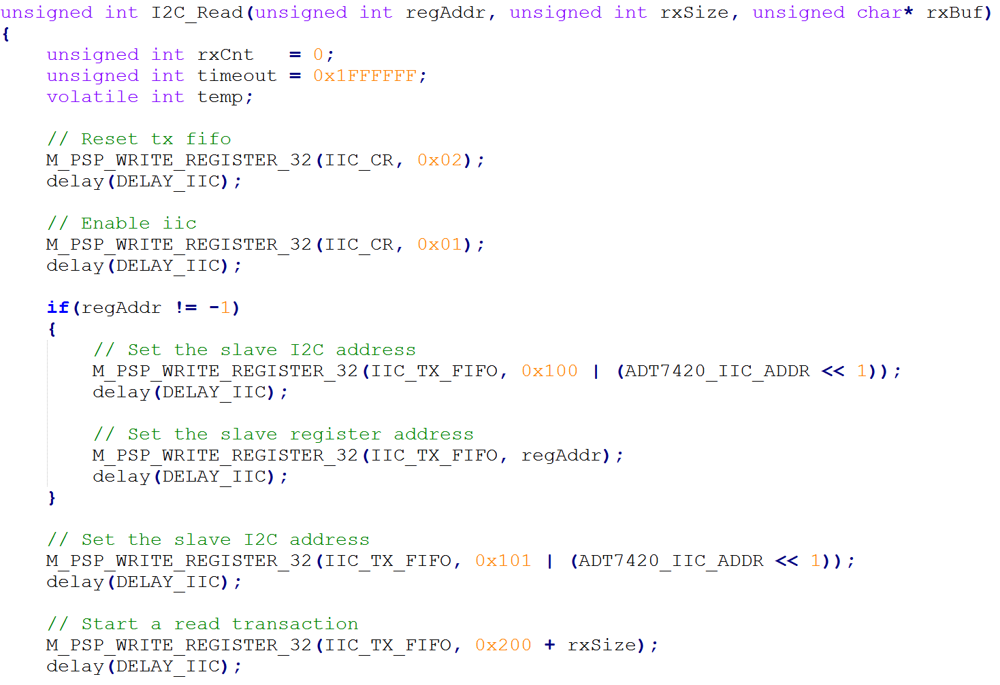 unsigned int I2C_Read(unsigned int regAddr, unsigned int rxSize, unsigned char* rxBuf)
{
    unsigned int rxCnt   = 0;
    unsigned int timeout = 0x1FFFFFF;
    volatile int temp;

    // Reset tx fifo
    M_PSP_WRITE_REGISTER_32(IIC_CR, 0x02);
    delay(DELAY_IIC);

    // Enable iic
    M_PSP_WRITE_REGISTER_32(IIC_CR, 0x01);
    delay(DELAY_IIC);

    if(regAddr != -1)
    {
        // Set the slave I2C address
        M_PSP_WRITE_REGISTER_32(IIC_TX_FIFO, 0x100 | (ADT7420_IIC_ADDR << 1));
        delay(DELAY_IIC);

        // Set the slave register address
        M_PSP_WRITE_REGISTER_32(IIC_TX_FIFO, regAddr);
        delay(DELAY_IIC);
    }

    // Set the slave I2C address
    M_PSP_WRITE_REGISTER_32(IIC_TX_FIFO, 0x101 | (ADT7420_IIC_ADDR << 1));
    delay(DELAY_IIC);

    // Start a read transaction
    M_PSP_WRITE_REGISTER_32(IIC_TX_FIFO, 0x200 + rxSize);
    delay(DELAY_IIC);